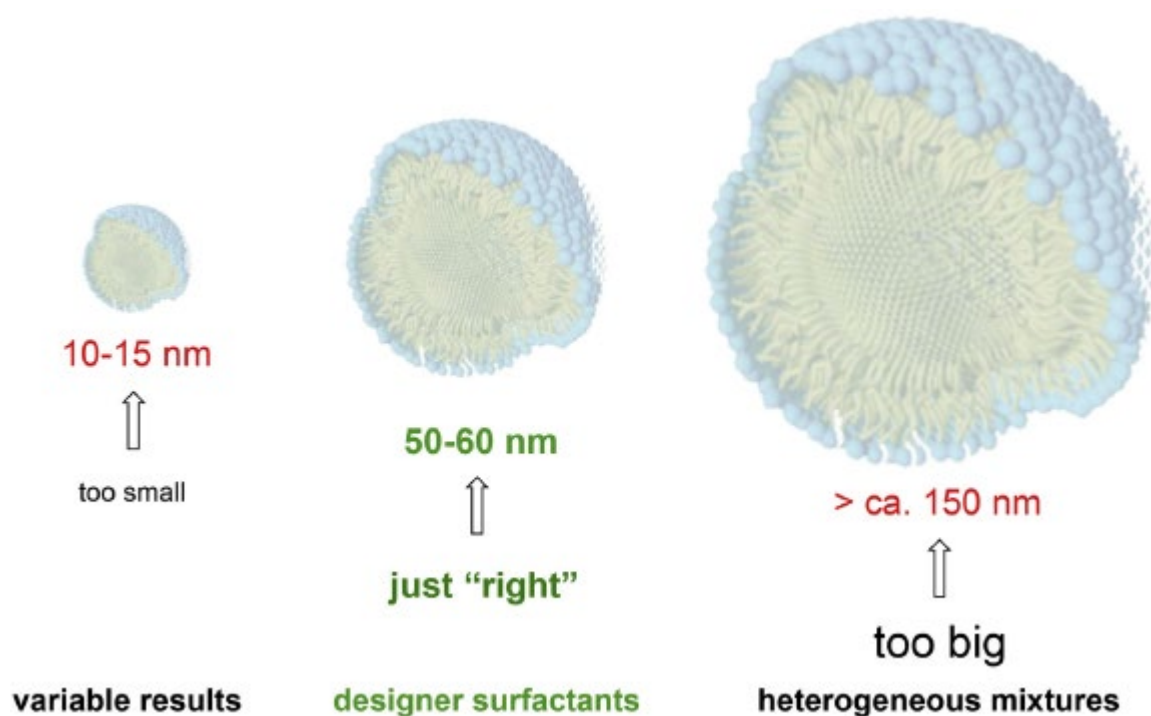 10-15 nm
too small
variable results
50-60 nm
just “right”
designer surfactants
> ca. 150 nm
too big
heterogeneous mixtures